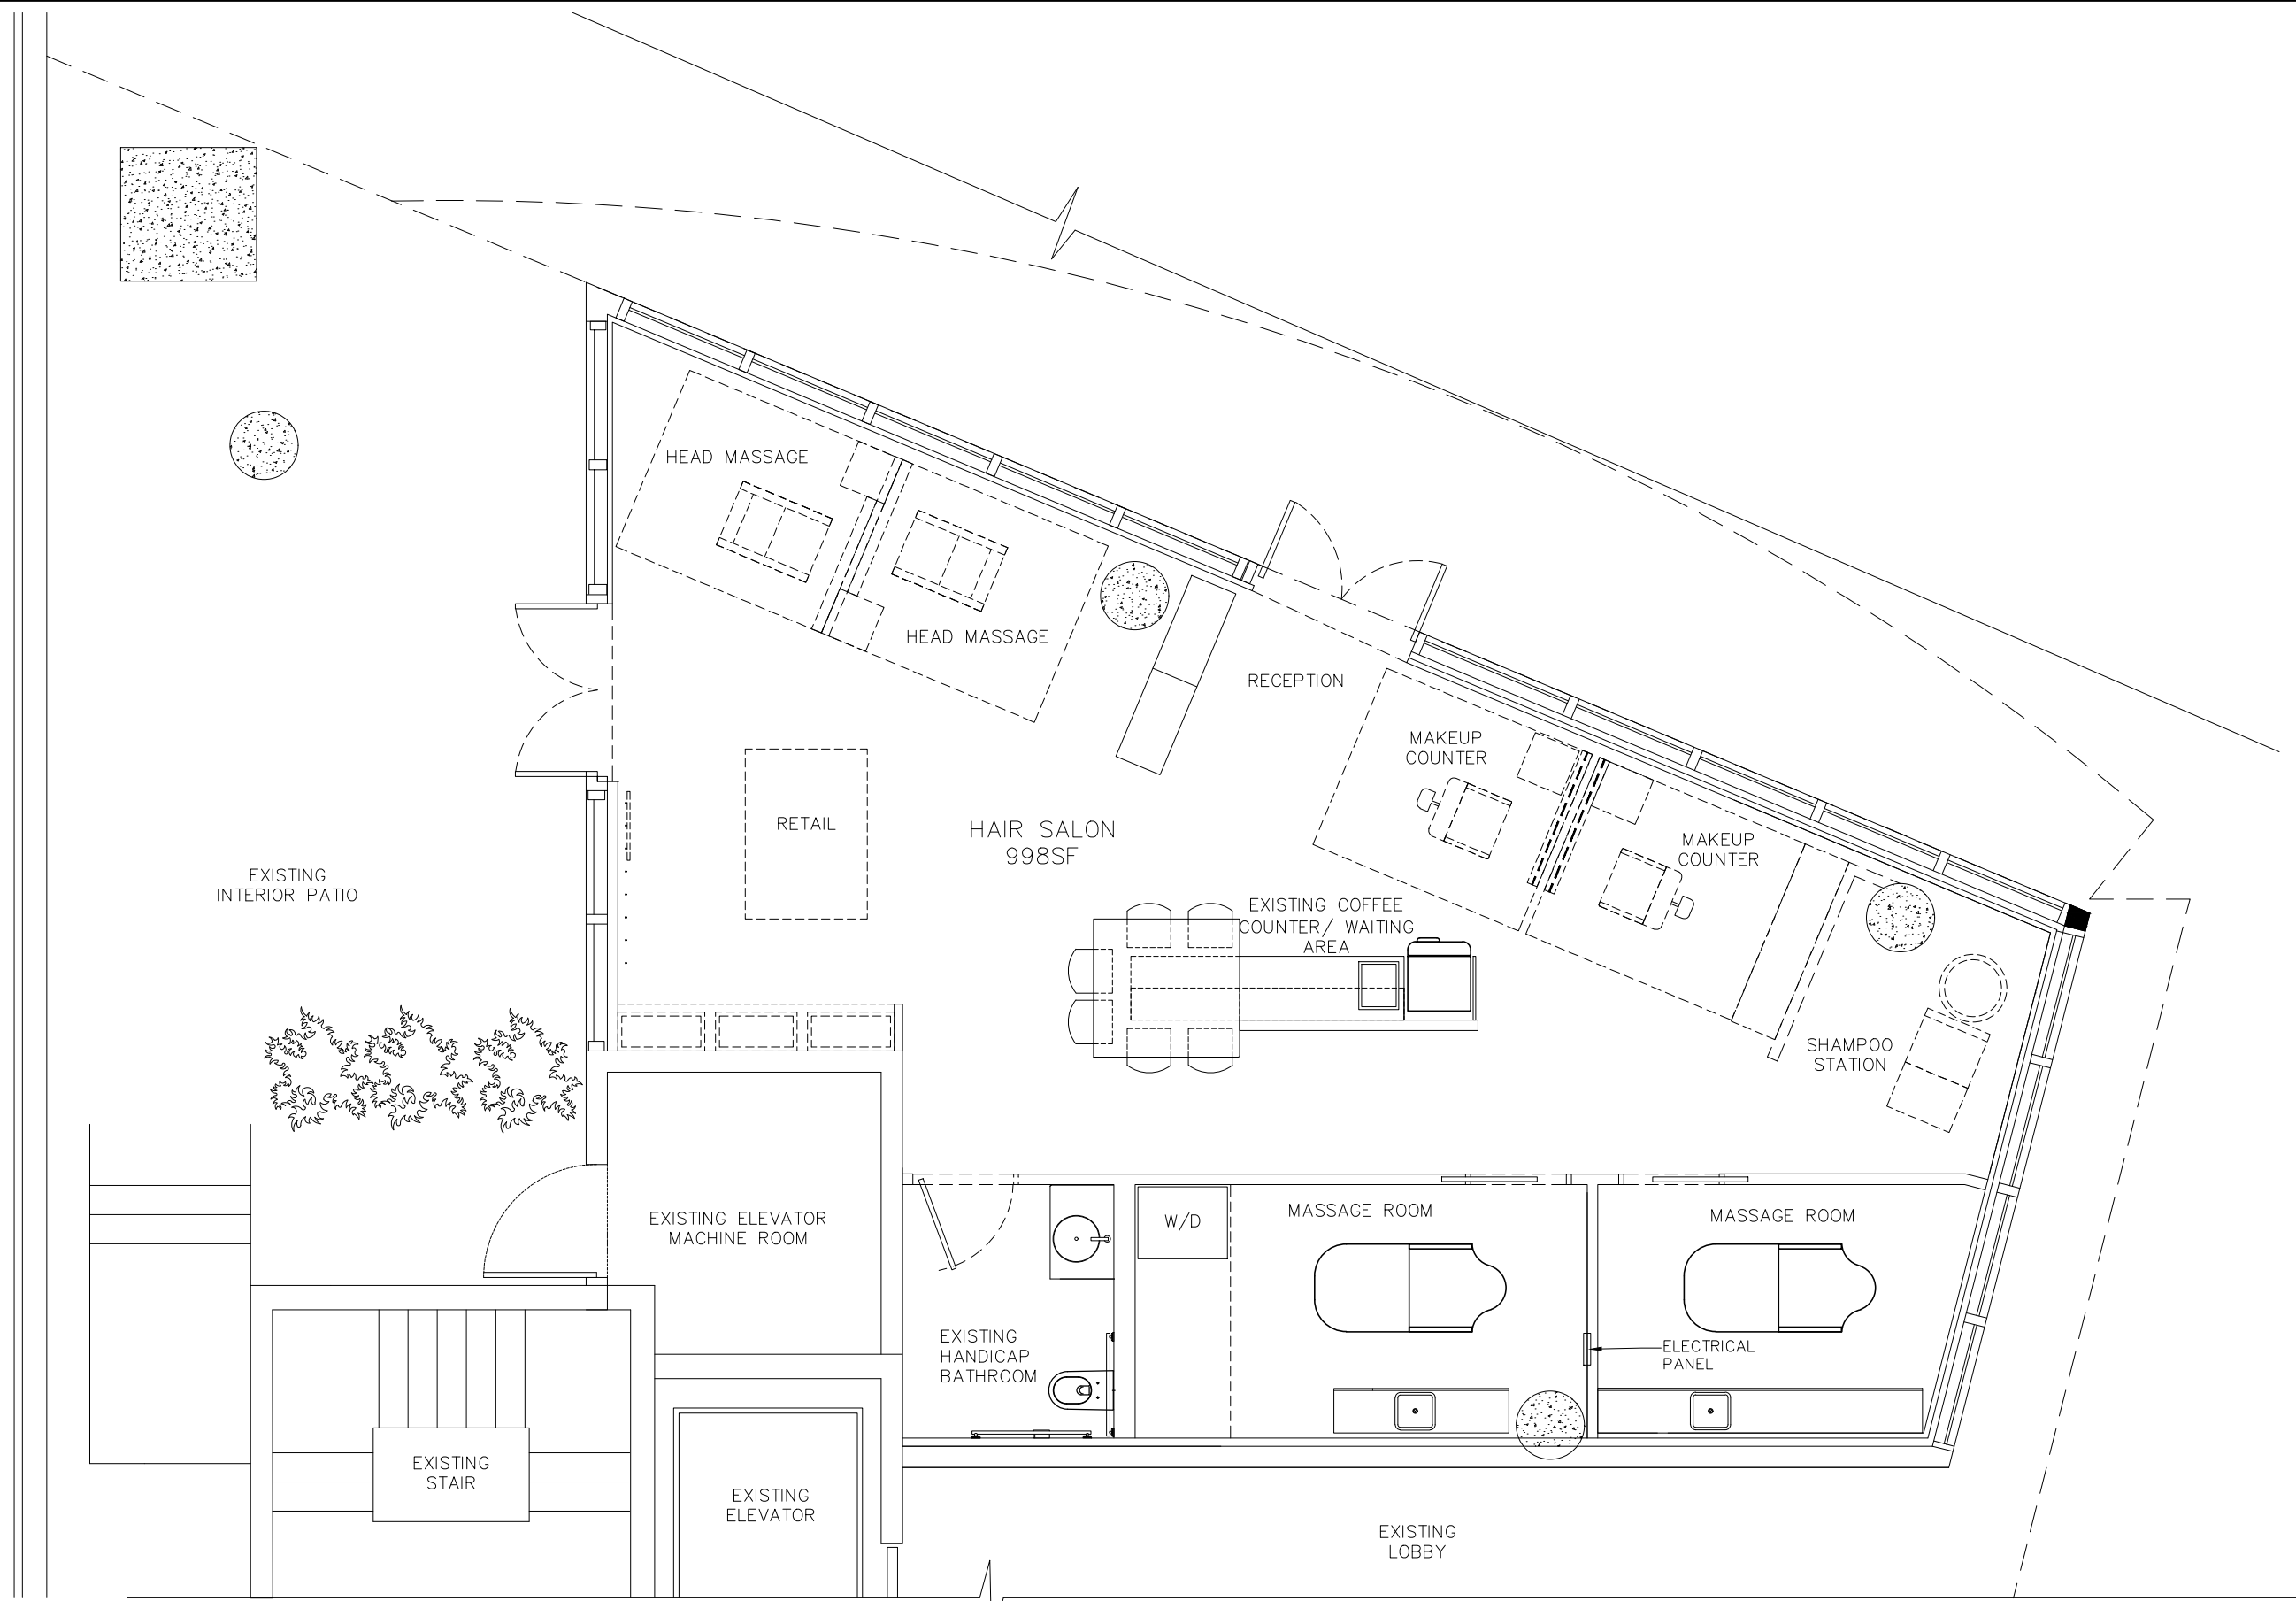 HEAD MASSAGE
HEAD MASSAGE
RECEPTION
MAKEUP
COUNTER
RETAIL
HAIR SALON
998SF
MAKEUP
COUNTER
EXISTING
INTERIOR PATIO
EXISTING COFFEE
COUNTER/ WAITING
AREA
SHAMPOO
STATION
EXISTING ELEVATOR
MACHINE ROOM
W/D
MASSAGE ROOM
MASSAGE ROOM
EXISTING
HANDICAP
BATHROOM
ELECTRICAL
PANEL
EXISTING
STAIR
EXISTING
ELEVATOR
EXISTING
LOBBY